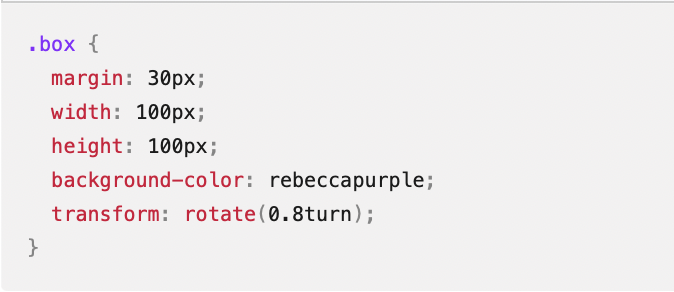 .box {
  margin: 30px;
  width: 100px;
  height: 100px;
  background-color: rebeccapurple;
  transform: rotate(0.8turn);
}